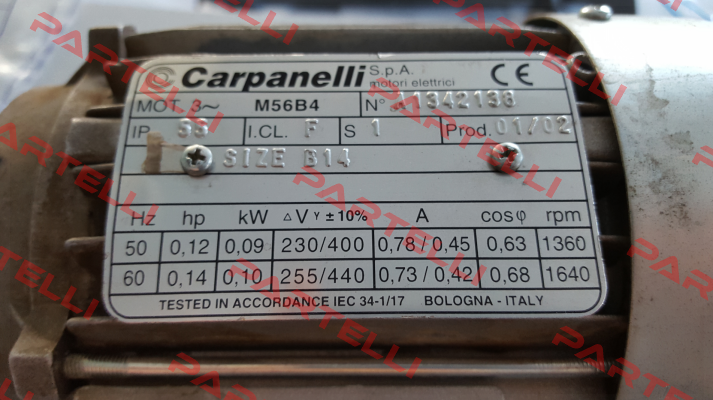 Carpanelli S.p.A.
motori elettrici
CE
MOT. 3~ M56B4 N° 1342138
IP 55 I.CL. F S 1 Prod. 01/02
SIZE B14
Hz hp kW △ V Y ± 10% A cosφ rpm
50 0,12 0,09 230/400 0,78 / 0,45 0,63 1360
60 0,14 0,10 255/440 0,73 / 0,42 0,68 1640
TESTED IN ACCORDANCE IEC 34-1/17 BOLOGNA - ITALY
PARTELLI